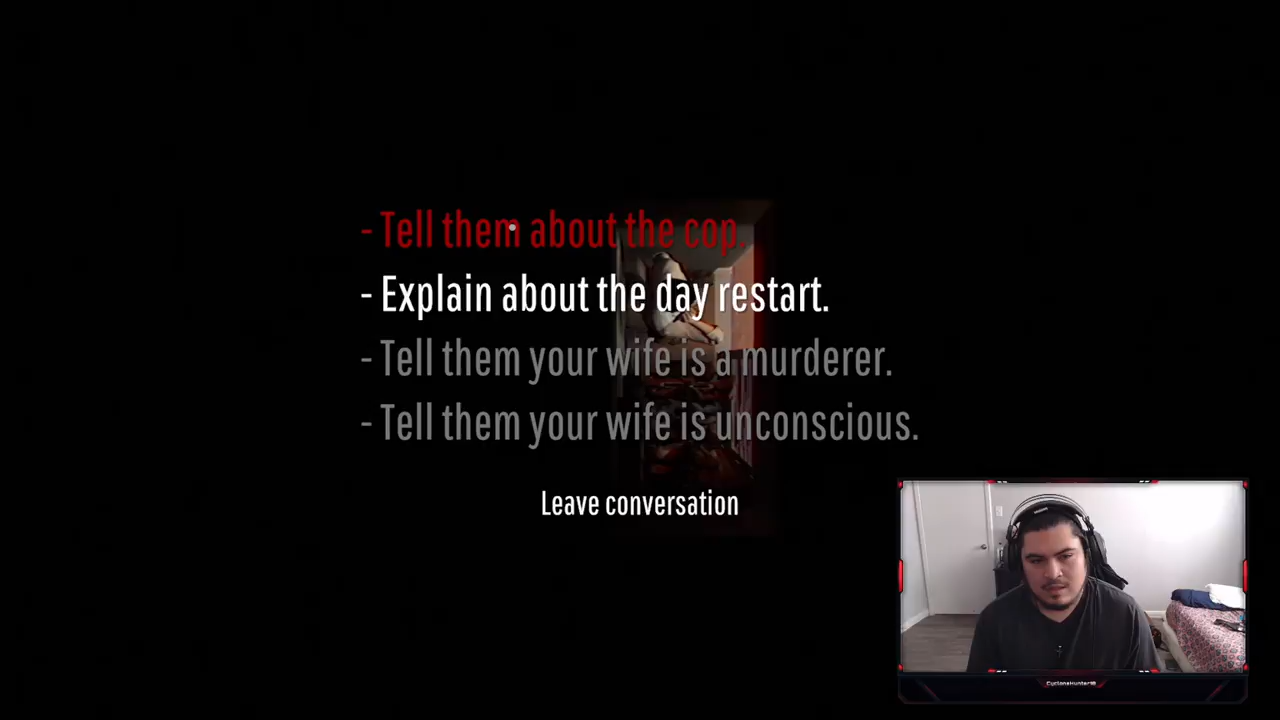 - Tell them about the cop.
- Explain about the day restart.
- Tell them your wife is a murderer.
- Tell them your wife is unconscious.
Leave conversation